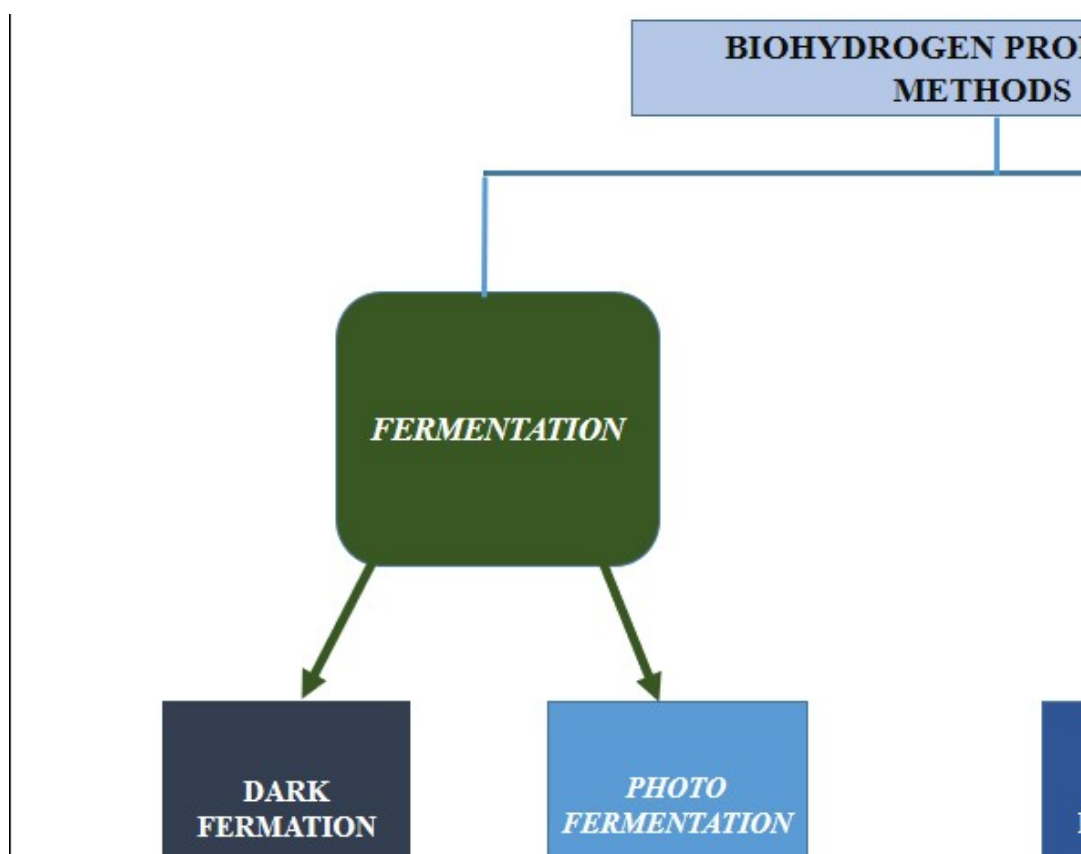 BIOHYDROGEN PRO
METHODS
FERMENTATION
DARK
FERMATION
PHOTO
FERMENTATION